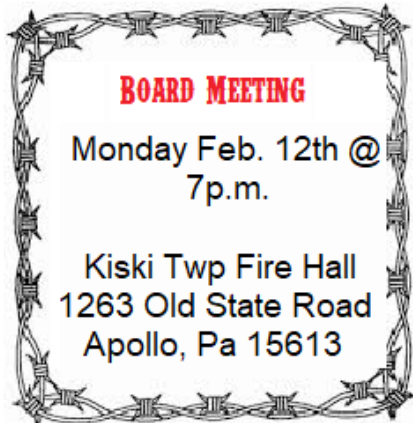 BOARD MEETING
Monday Feb. 12th @
7p.m.
Kiski Twp Fire Hall
1263 Old State Road
Apollo, Pa 15613